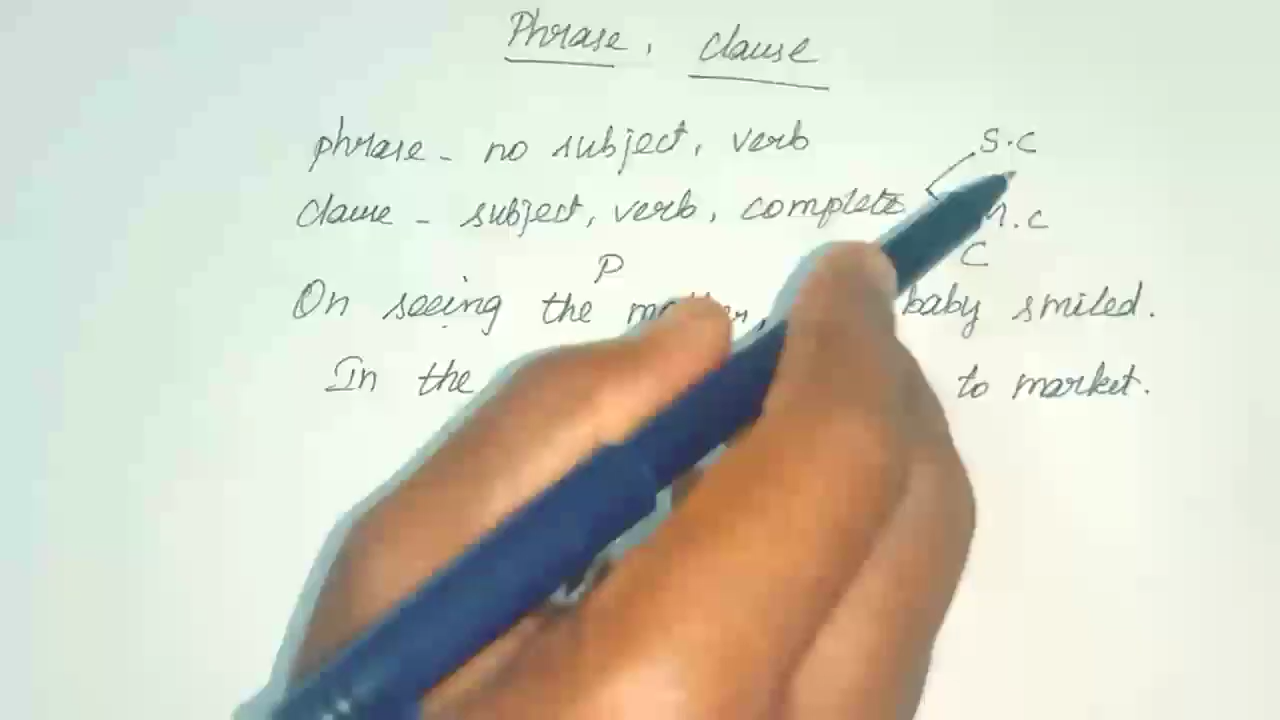 Phrase, clause
phrase - no subject, verb
S.C
clause - subject, verb, complete
M.C
P
C
On seeing the baby smiled.
In the to market.